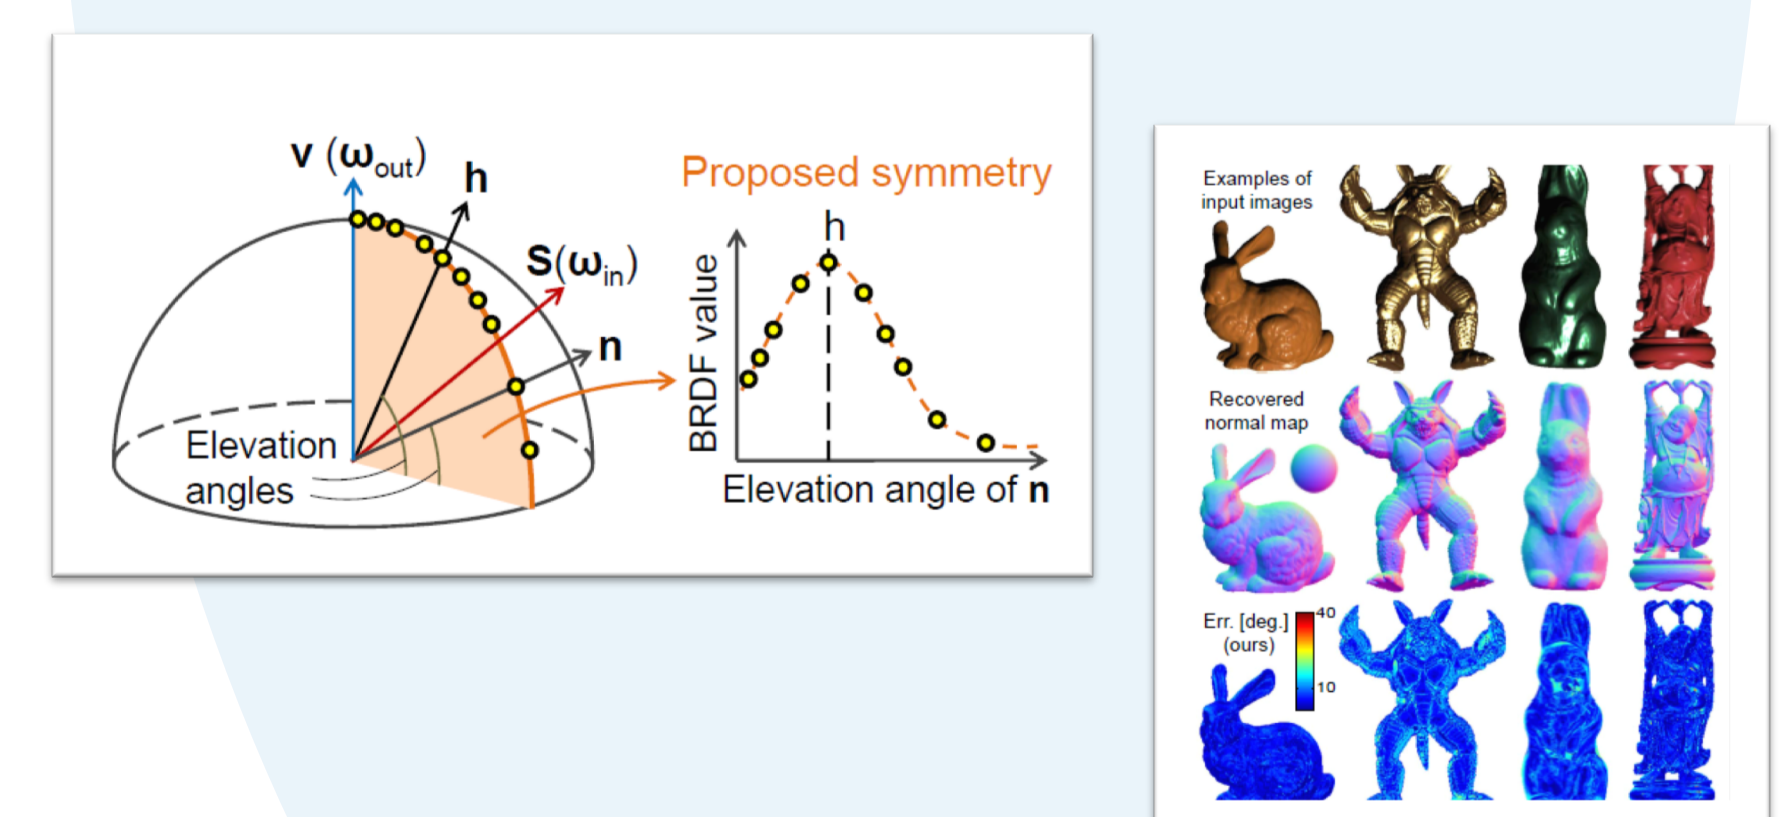 v (ωout)
h
S(ωin)
n
Elevation
angles
Proposed symmetry
h
BRDF value
Elevation angle of n
Examples of
input images
Recovered
normal map
Err. [deg.]
(ours)
40
10